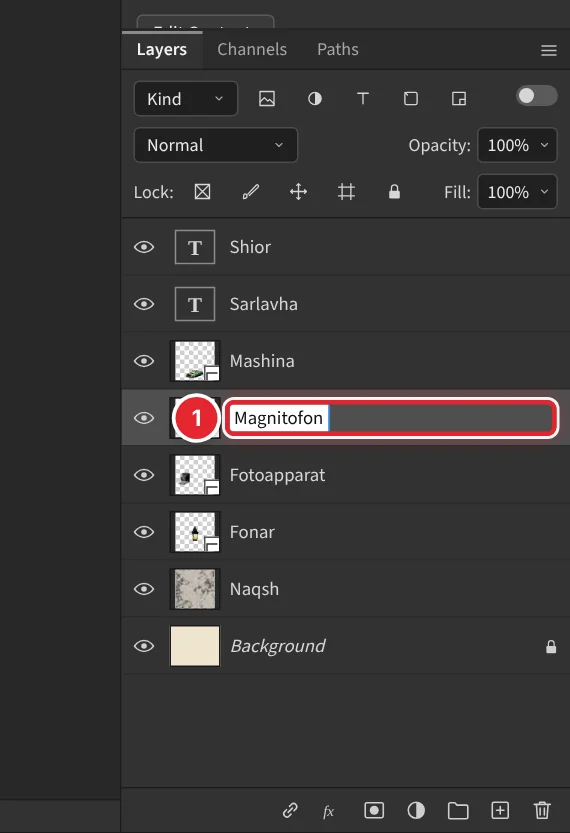 Layers Channels Paths
Kind
Normal Opacity: 100%
Lock: Fill: 100%
T Shior
T Sarlavha
Mashina
1 Magnitofon
Fotoapparat
Fonar
Naqsh
Background
fx